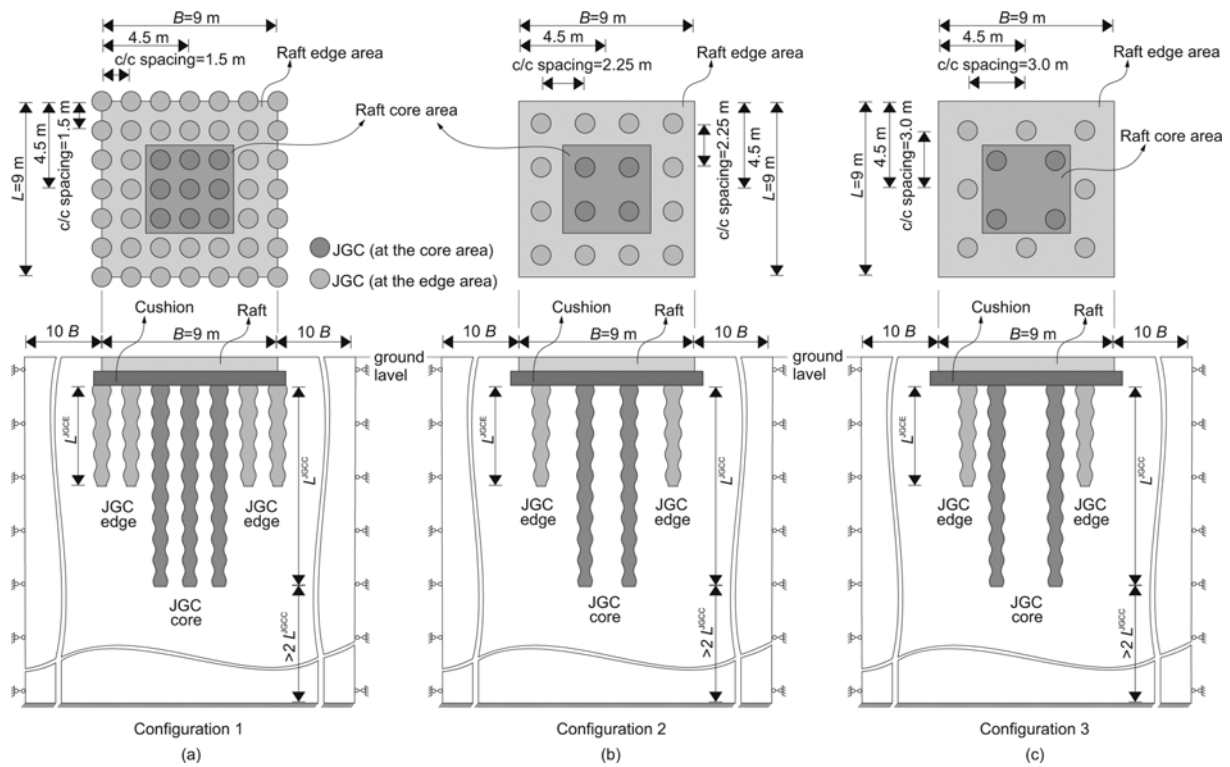 B=9 m
4.5 m
c/c spacing=1.5 m
Raft edge area
L=9 m
4.5 m
c/c spacing=1.5 m
Raft core area
JGC (at the core area)
JGC (at the edge area)
B=9 m
4.5 m
c/c spacing=2.25 m
Raft edge area
c/c spacing=2.25 m
4.5 m
L=9 m
B=9 m
4.5 m
c/c spacing=3.0 m
Raft edge area
L=9 m
4.5 m
c/c spacing=3.0 m
Raft core area
Cushion
Raft
10 B
B=9 m
10 B
ground
lavel
L^JGCE
L^JGCC
JGC
edge
JGC
edge
JGC
core
>2 L^JGCC
Configuration 1
(a)
Cushion
Raft
10 B
B=9 m
10 B
L^JGCE
L^JGCC
JGC
edge
JGC
edge
JGC
core
>2 L^JGCC
Configuration 2
(b)
Cushion
Raft
10 B
B=9 m
10 B
ground
lavel
L^JGCE
L^JGCC
JGC
edge
JGC
edge
JGC
core
>2 L^JGCC
Configuration 3
(c)